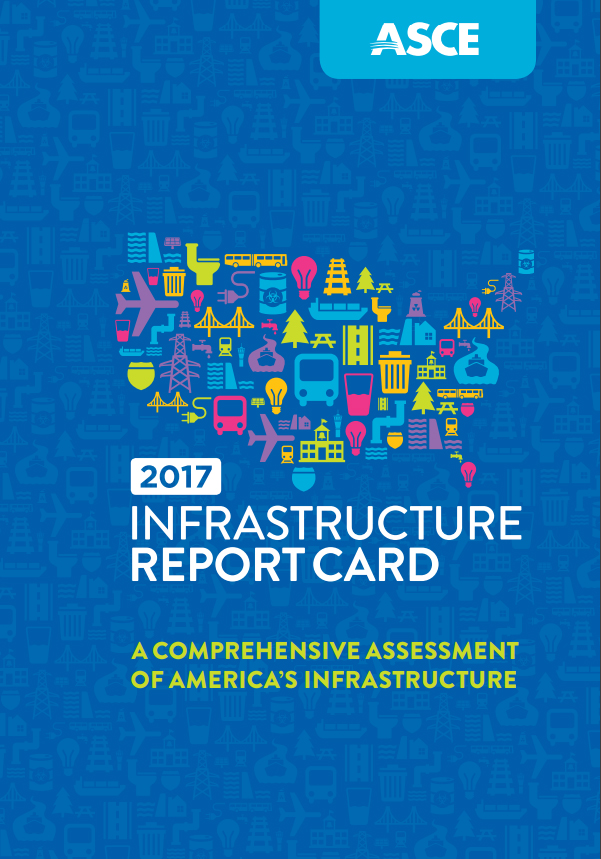 ASCE
2017
INFRASTRUCTURE
REPORT CARD
A COMPREHENSIVE ASSESSMENT
OF AMERICA'S INFRASTRUCTURE